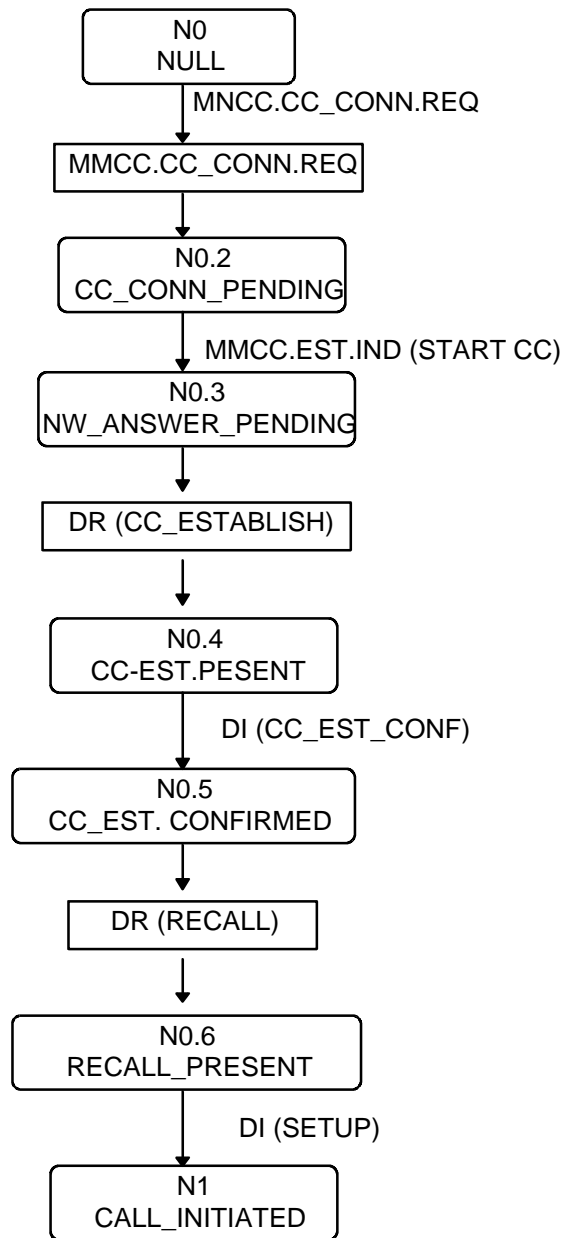 N0
NULL
MNCC.CC_CONN.REQ
MMCC.CC_CONN.REQ
N0.2
CC_CONN_PENDING
MMCC.EST.IND (START CC)
N0.3
NW_ANSWER_PENDING
DR (CC_ESTABLISH)
N0.4
CC-EST.PESENT
DI (CC_EST_CONF)
N0.5
CC_EST. CONFIRMED
DR (RECALL)
N0.6
RECALL_PRESENT
DI (SETUP)
N1
CALL_INITIATED